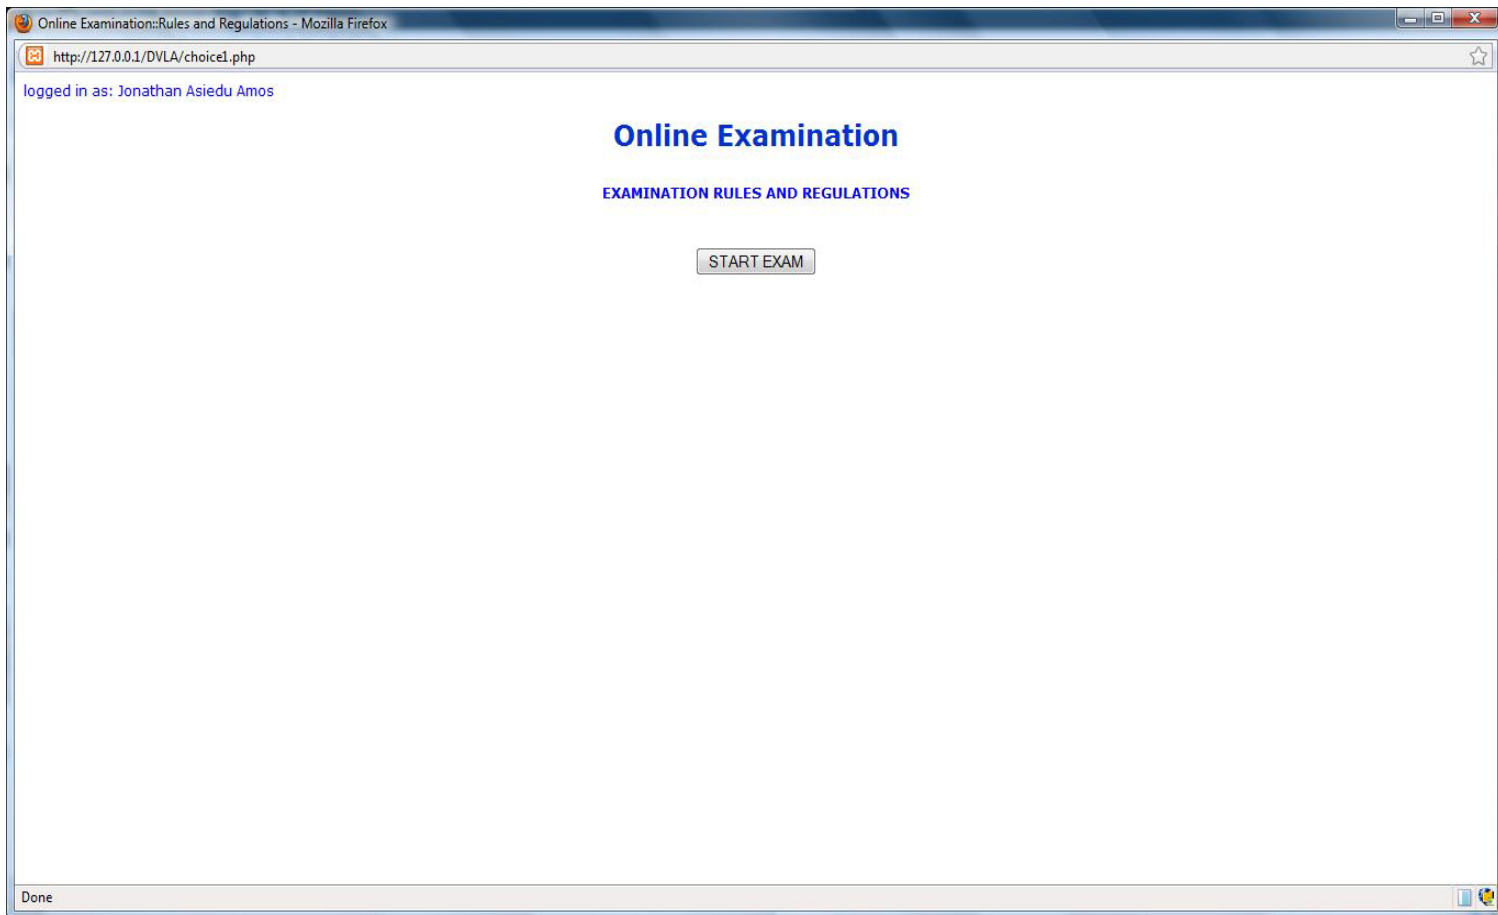 Online Examination::Rules and Regulations - Mozilla Firefox
http://127.0.0.1/DVLA/choice1.php
logged in as: Jonathan Asiedu Amos
Online Examination
EXAMINATION RULES AND REGULATIONS
START EXAM
Done